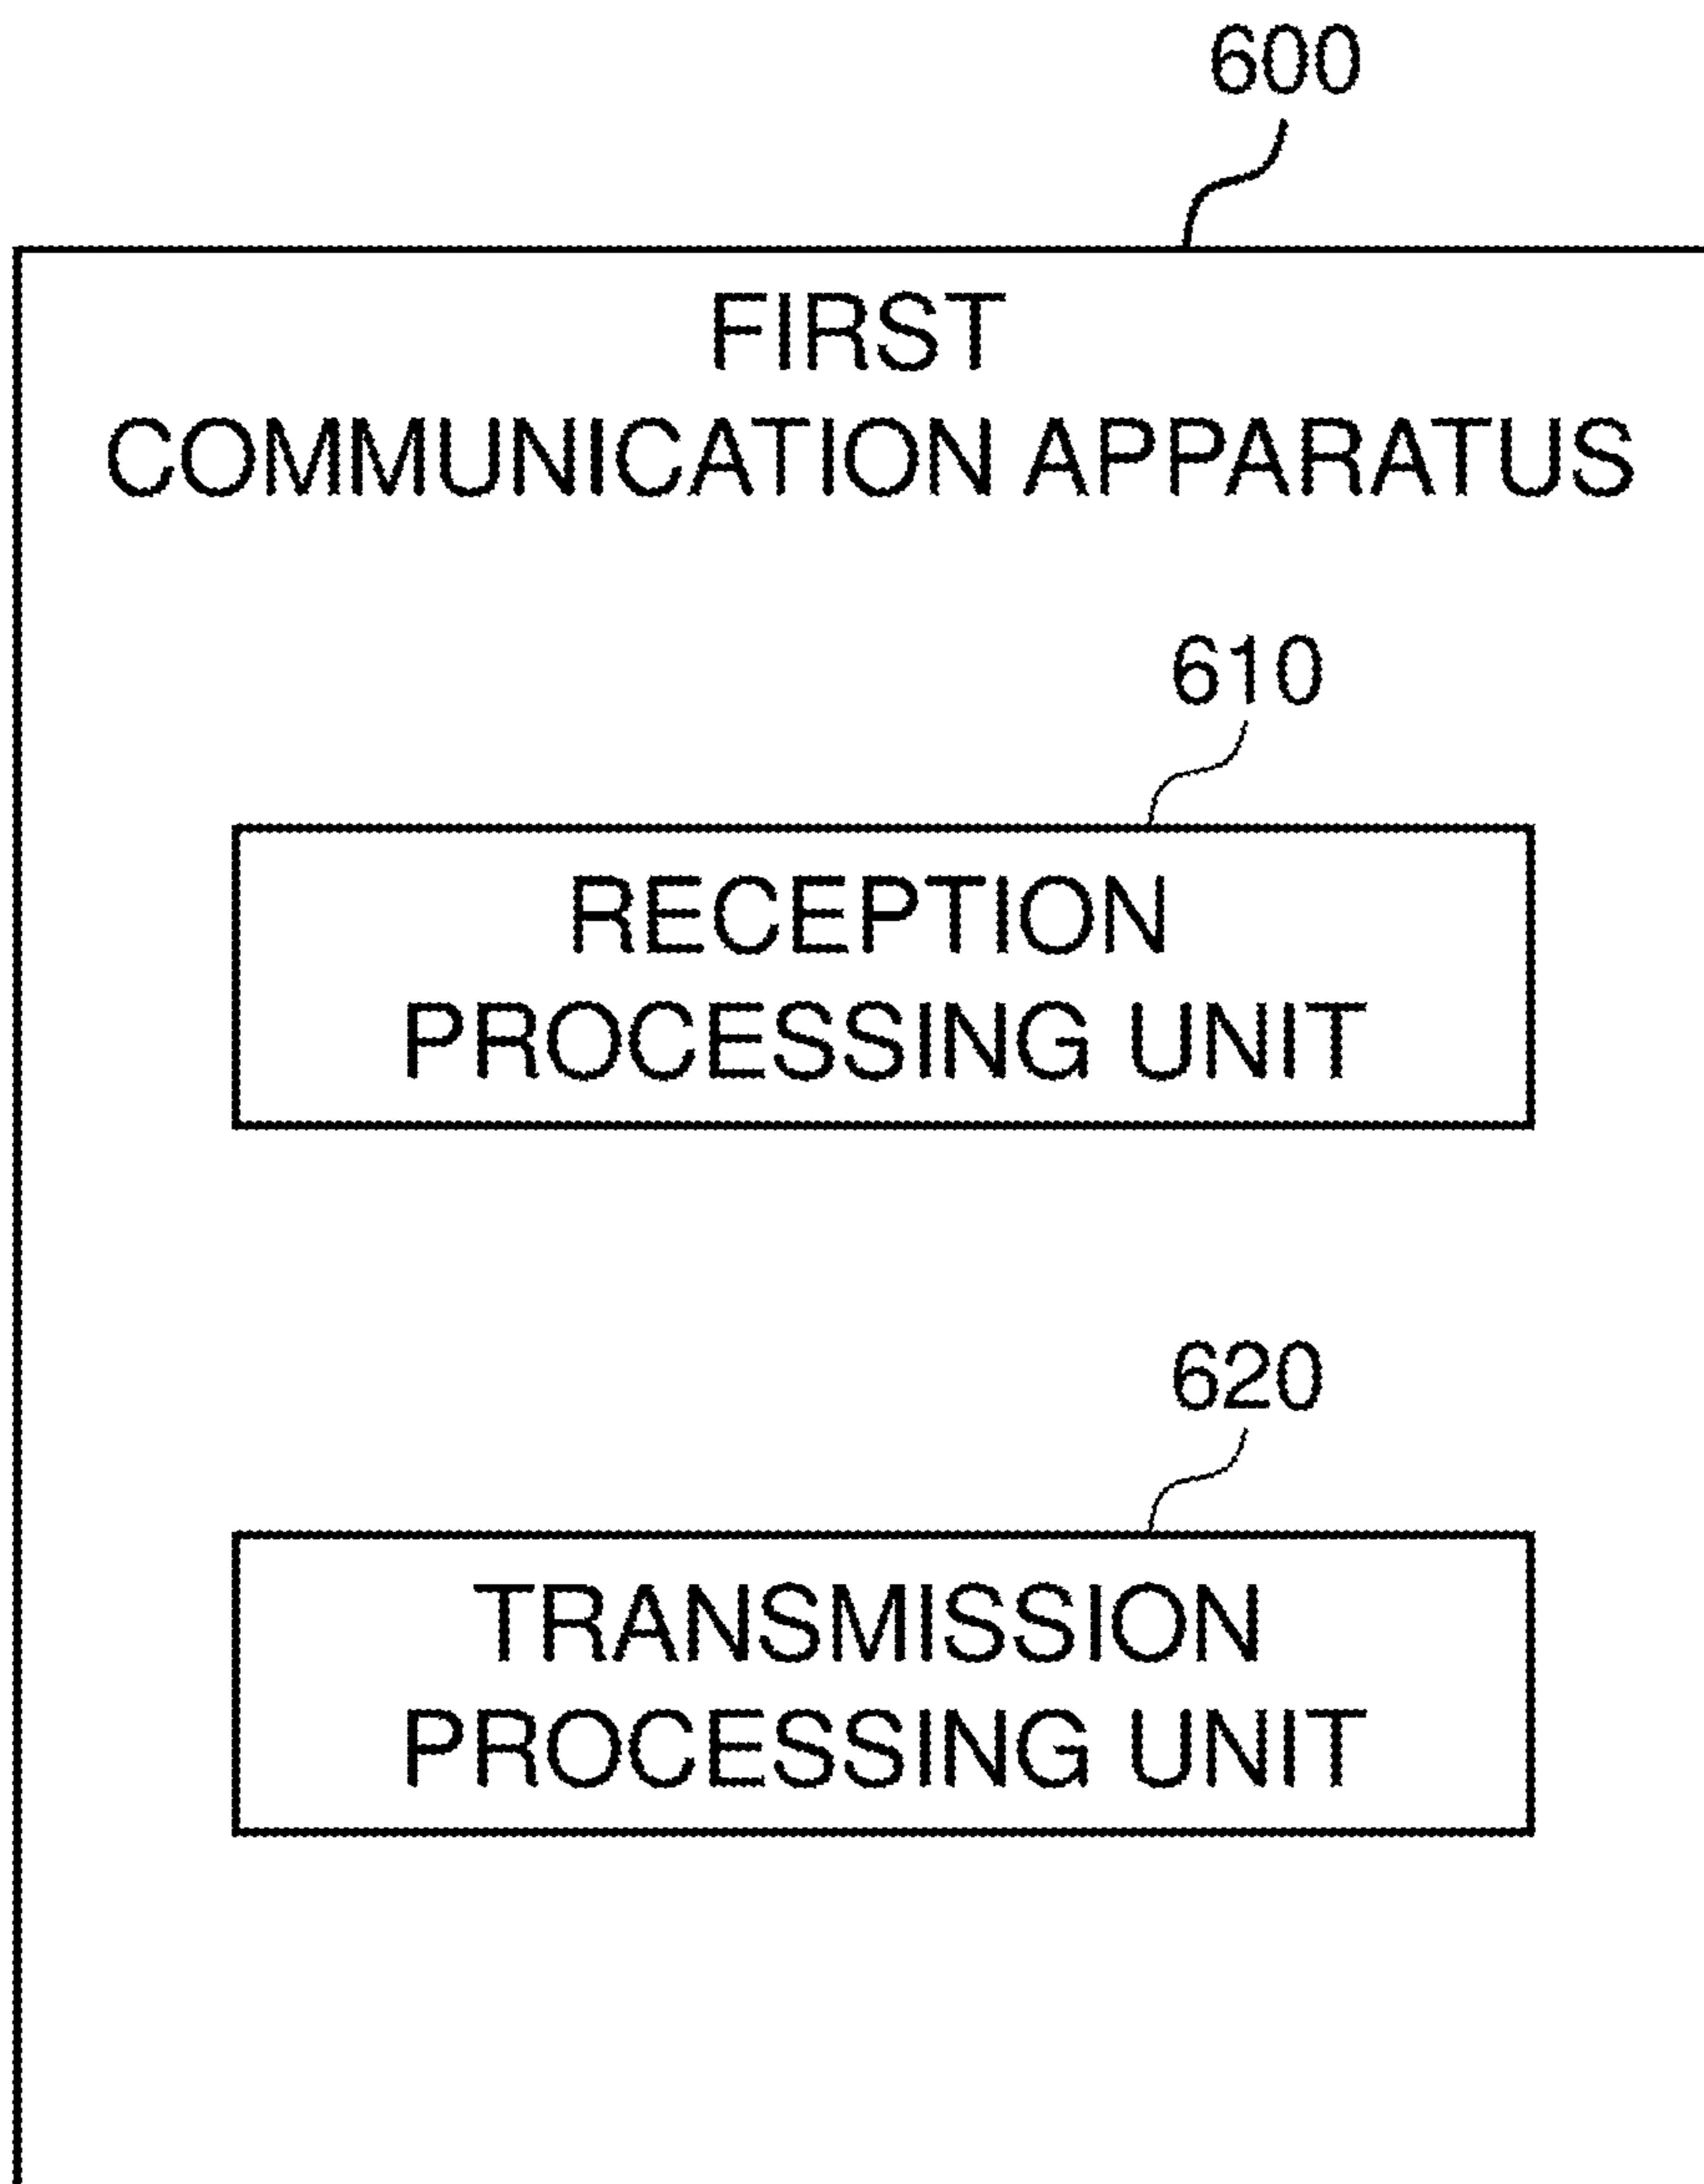 600
FIRST
COMMUNICATION APPARATUS
610
RECEPTION
PROCESSING UNIT
620
TRANSMISSION
PROCESSING UNIT